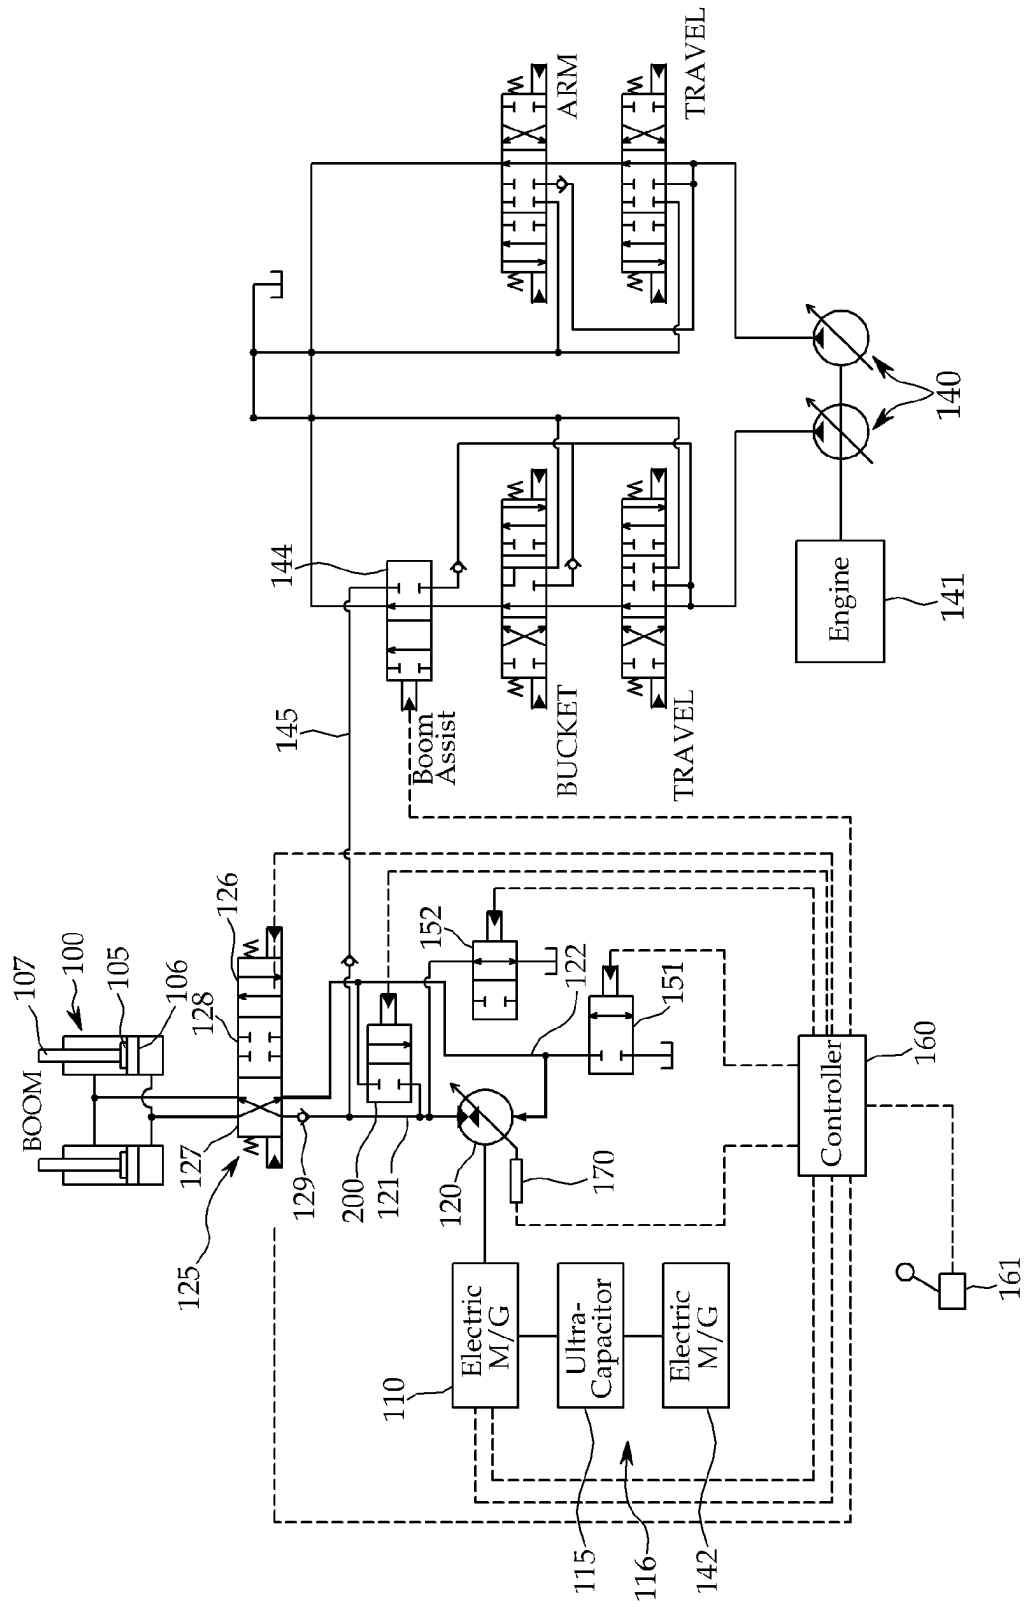 BOOM
107
100
105
106
125
127
128
126
129
200
121
120
170
152
122
151
145
144
Boom
Assist
BUCKET
TRAVEL
ARM
TRAVEL
140
Engine
141
110
Electric
M/G
Ultra-
Capacitor
115
Electric
M/G
142
116
Controller
160
161